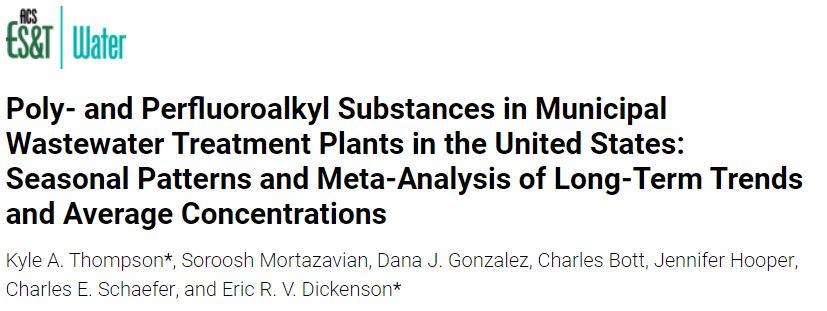 ACS
ES&T Water
Poly- and Perfluoroalkyl Substances in Municipal
Wastewater Treatment Plants in the United States:
Seasonal Patterns and Meta-Analysis of Long-Term Trends
and Average Concentrations
Kyle A. Thompson*, Soroosh Mortazavian, Dana J. Gonzalez, Charles Bott, Jennifer Hooper,
Charles E. Schaefer, and Eric R. V. Dickenson*